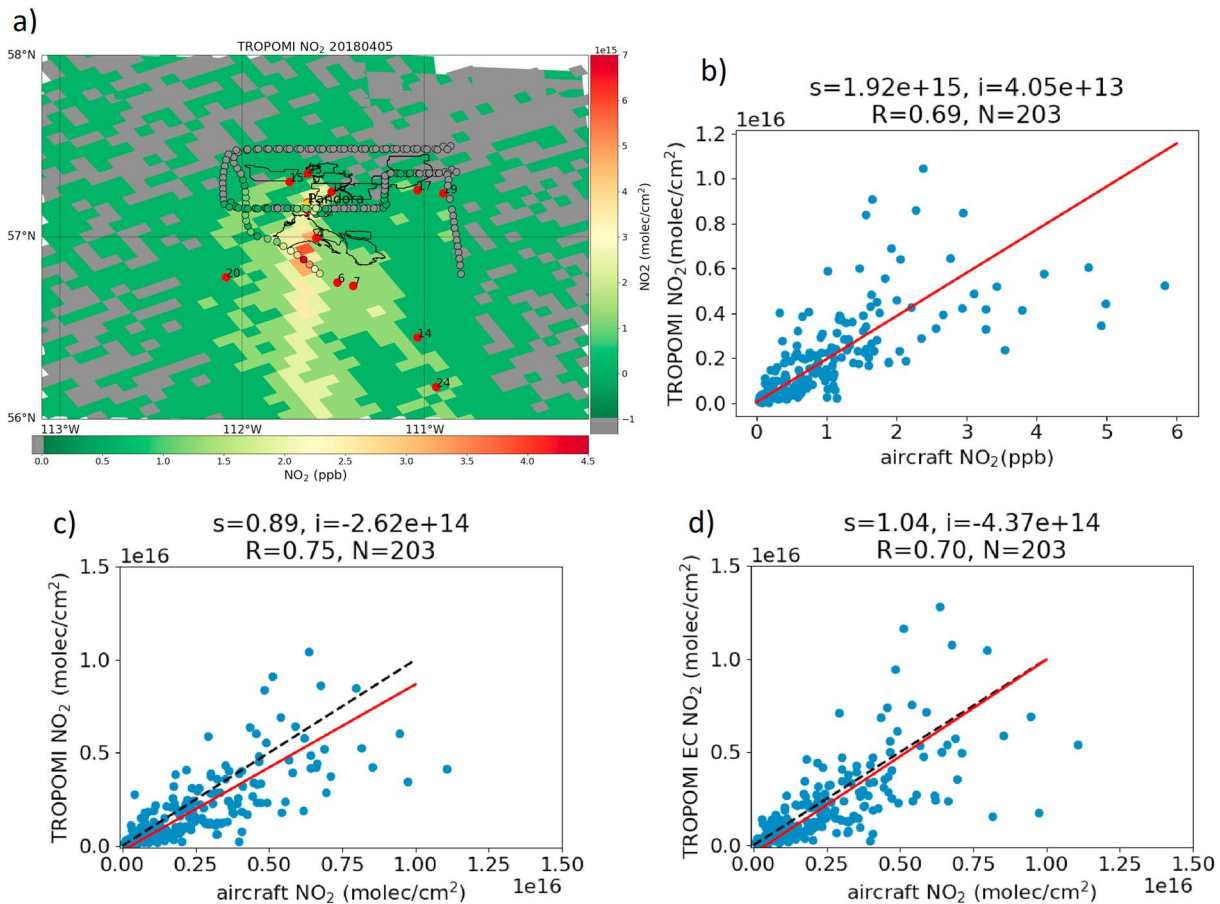 a)
TROPOMI NO₂ 20180405
58°N
57°N
56°N
113°W
112°W
111°W
15
17
9
Pandora
20
6
7
14
24
1e15
7
6
5
4
3
2
1
0
−1
NO2 (molec/cm²)
0.0
0.5
1.0
1.5
2.0
2.5
3.0
3.5
4.0
4.5
NO₂ (ppb)
b)
s=1.92e+15, i=4.05e+13
R=0.69, N=203
1e16
1.2
1.0
0.8
0.6
0.4
0.2
0.0
TROPOMI NO₂(molec/cm²)
0
1
2
3
4
5
6
aircraft NO₂(ppb)
c)
s=0.89, i=-2.62e+14
R=0.75, N=203
1e16
1.5
1.0
0.5
0.0
TROPOMI NO₂ (molec/cm²)
0.00
0.25
0.50
0.75
1.00
1.25
1.50
1e16
aircraft NO₂ (molec/cm²)
d)
s=1.04, i=-4.37e+14
R=0.70, N=203
1e16
1.5
1.0
0.5
0.0
TROPOMI EC NO₂ (molec/cm²)
0.00
0.25
0.50
0.75
1.00
1.25
1.50
1e16
aircraft NO₂ (molec/cm²)